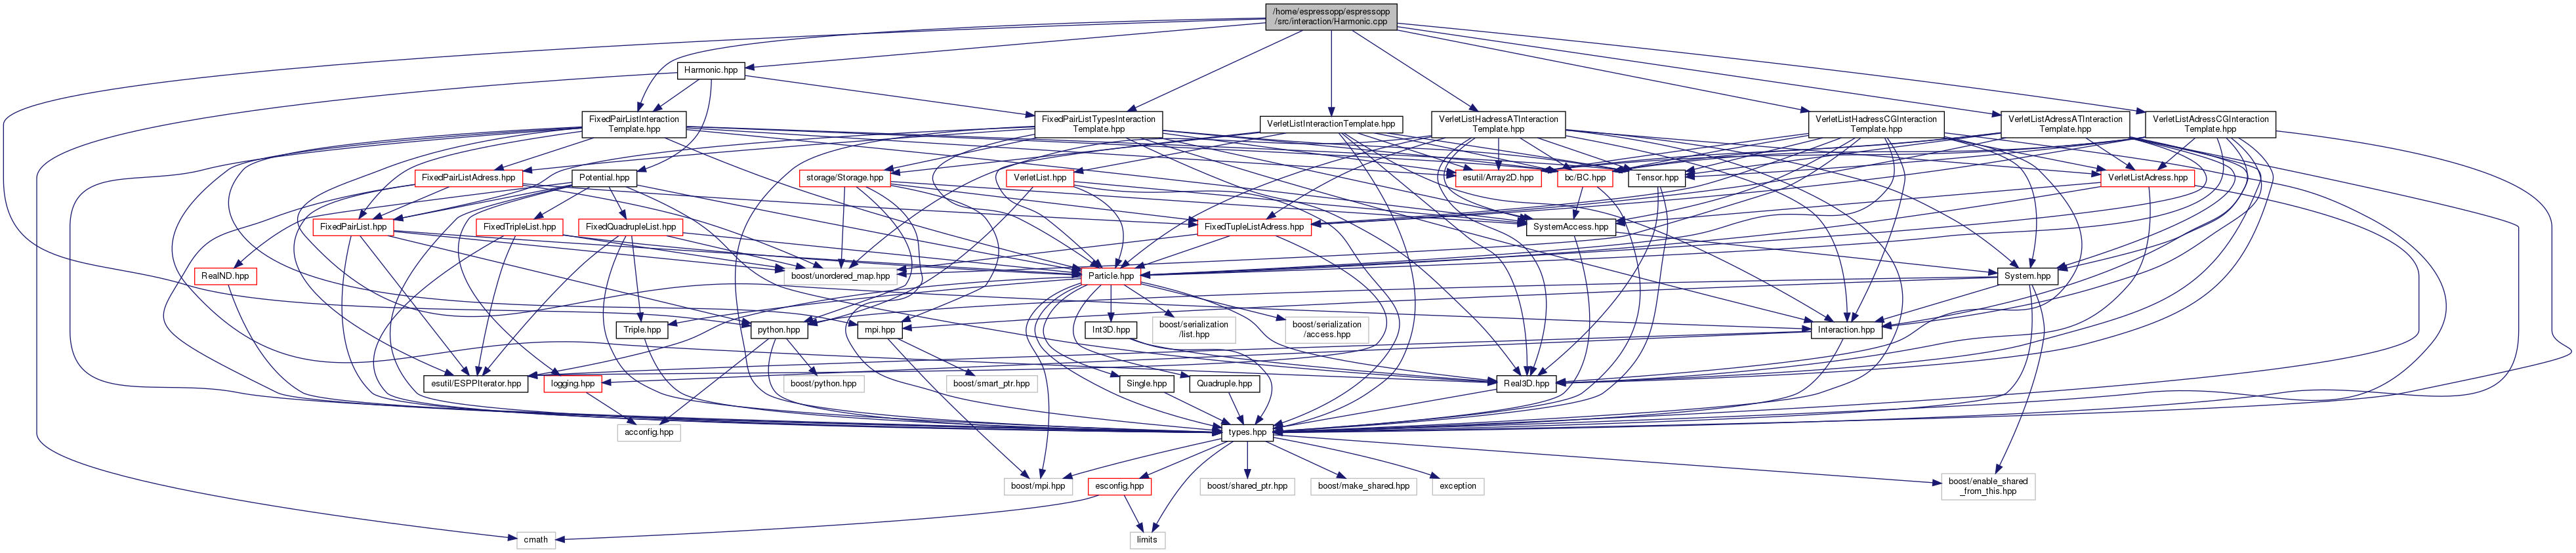 /home/espressopp/espressopp
/src/interaction/Harmonic.cpp
Harmonic.hpp
FixedPairListInteraction
Template.hpp
FixedPairListTypesInteraction
Template.hpp
VerletListInteractionTemplate.hpp
VerletListHadressATInteraction
Template.hpp
VerletListHadressCGInteraction
Template.hpp
VerletListAdressATInteraction
Template.hpp
VerletListAdressCGInteraction
Template.hpp
FixedPairListAdress.hpp
Potential.hpp
storage/Storage.hpp
VerletList.hpp
esutil/Array2D.hpp
bc/BC.hpp
Tensor.hpp
VerletListAdress.hpp
FixedPairList.hpp
FixedTripleList.hpp
FixedQuadrupleList.hpp
FixedTupleListAdress.hpp
SystemAccess.hpp
RealND.hpp
boost/unordered_map.hpp
Particle.hpp
System.hpp
Triple.hpp
python.hpp
mpi.hpp
Int3D.hpp
boost/serialization
/list.hpp
boost/serialization
/access.hpp
Interaction.hpp
esutil/ESPPIterator.hpp
logging.hpp
boost/python.hpp
boost/smart_ptr.hpp
Single.hpp
Quadruple.hpp
Real3D.hpp
acconfig.hpp
types.hpp
boost/mpi.hpp
esconfig.hpp
boost/shared_ptr.hpp
boost/make_shared.hpp
exception
boost/enable_shared
_from_this.hpp
cmath
limits